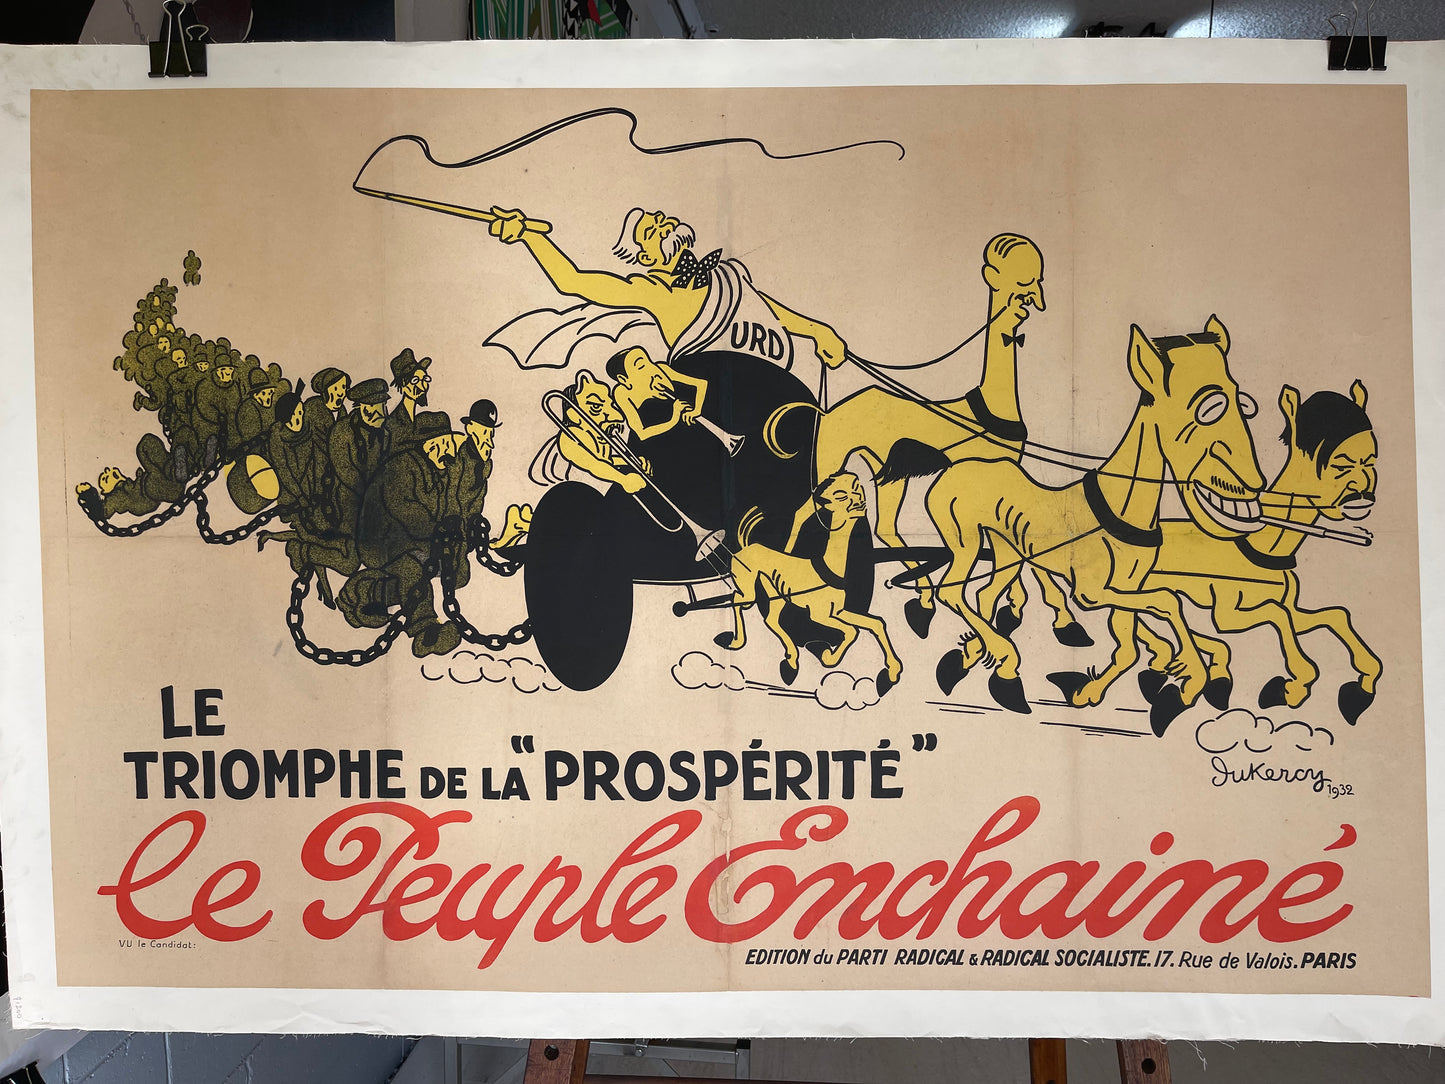 URD
LE
TRIOMPHE DE LA "PROSPÉRITÉ"
Dukercy 1932
le Peuple Enchainé
VU le Candidat:
EDITION du PARTI RADICAL & RADICAL SOCIALISTE. 17. Rue de Valois. PARIS